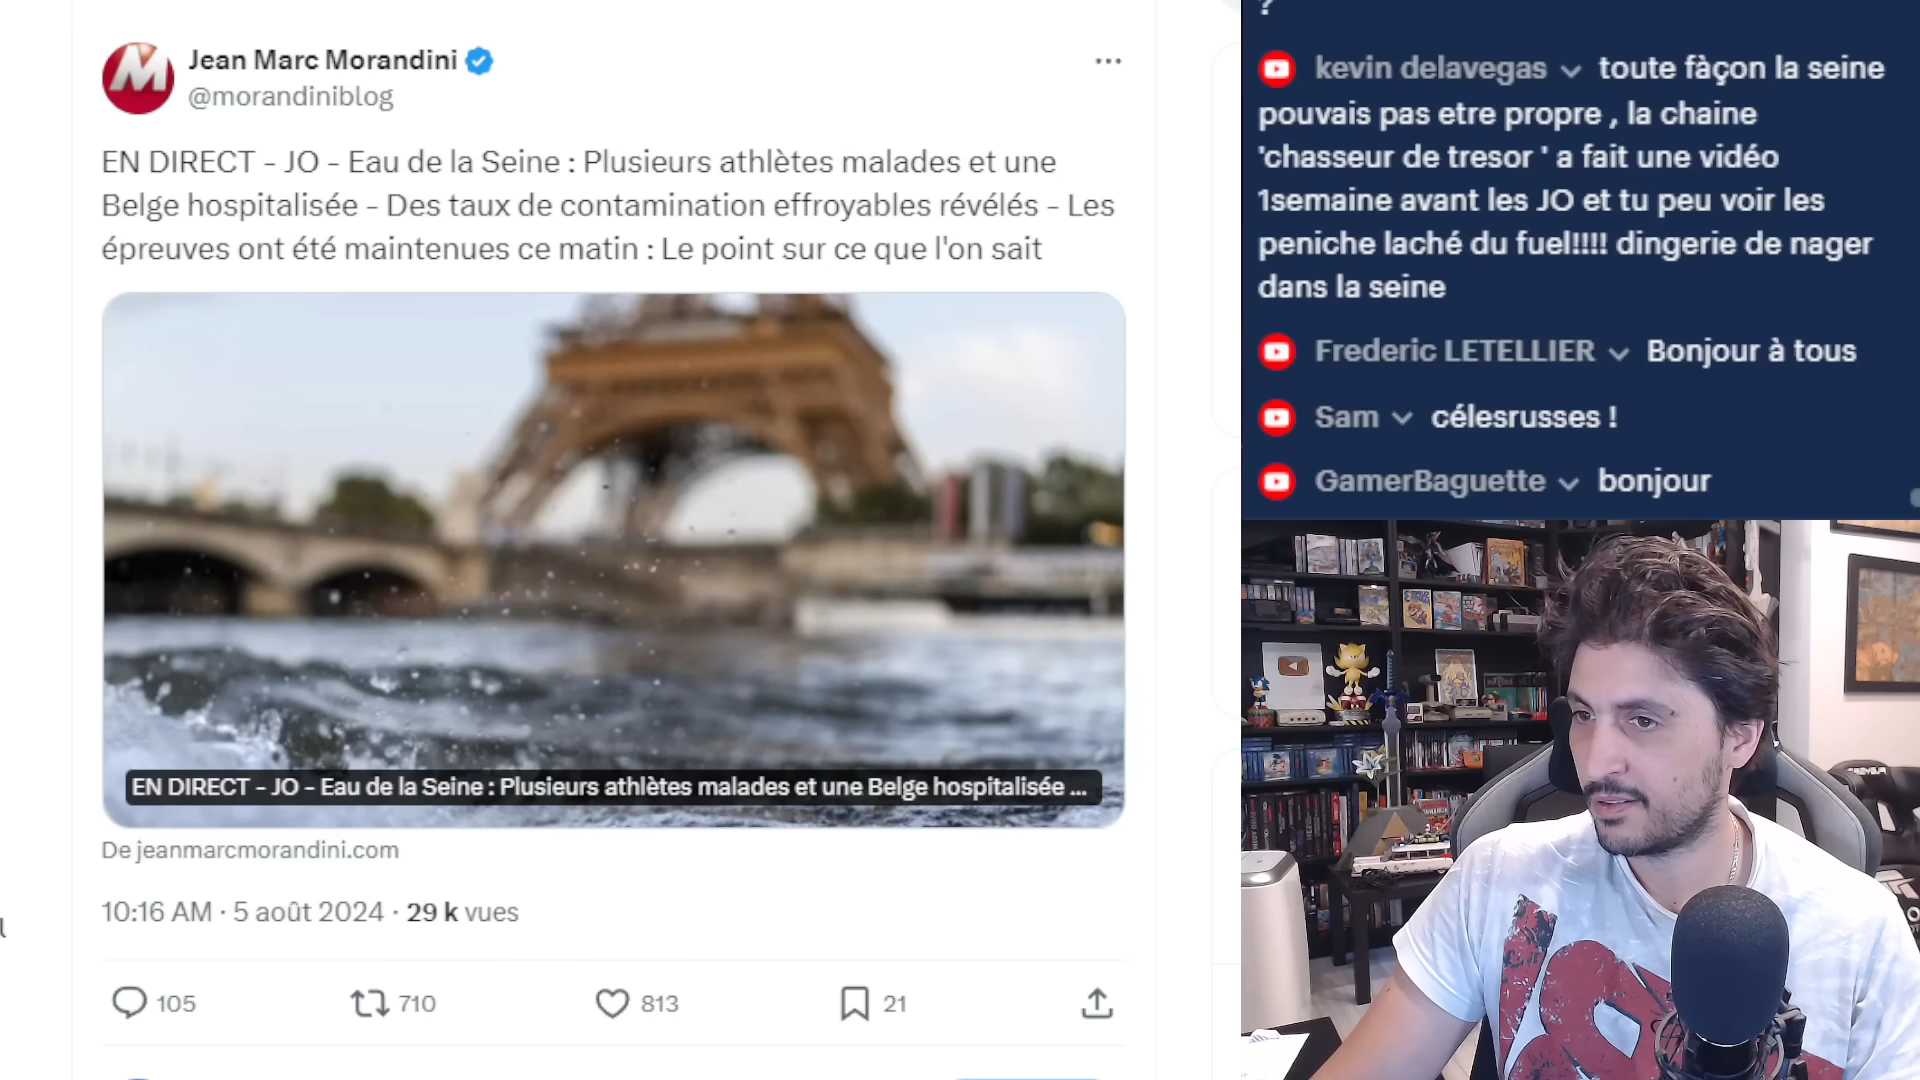 Jean Marc Morandini
@morandiniblog
EN DIRECT - JO - Eau de la Seine : Plusieurs athlètes malades et une
Belge hospitalisée - Des taux de contamination effroyables révélés - Les
épreuves ont été maintenues ce matin : Le point sur ce que l'on sait
EN DIRECT - JO - Eau de la Seine : Plusieurs athlètes malades et une Belge hospitalisée ...
De jeanmarcmorandini.com
10:16 AM · 5 août 2024 · 29 k vues
105
710
813
21
?
kevin delavegas toute fàçon la seine
pouvais pas etre propre , la chaine
'chasseur de tresor ' a fait une vidéo
1semaine avant les JO et tu peu voir les
peniche laché du fuel!!!! dingerie de nager
dans la seine
Frederic LETELLIER Bonjour à tous
Sam célesrusses !
GamerBaguette bonjour